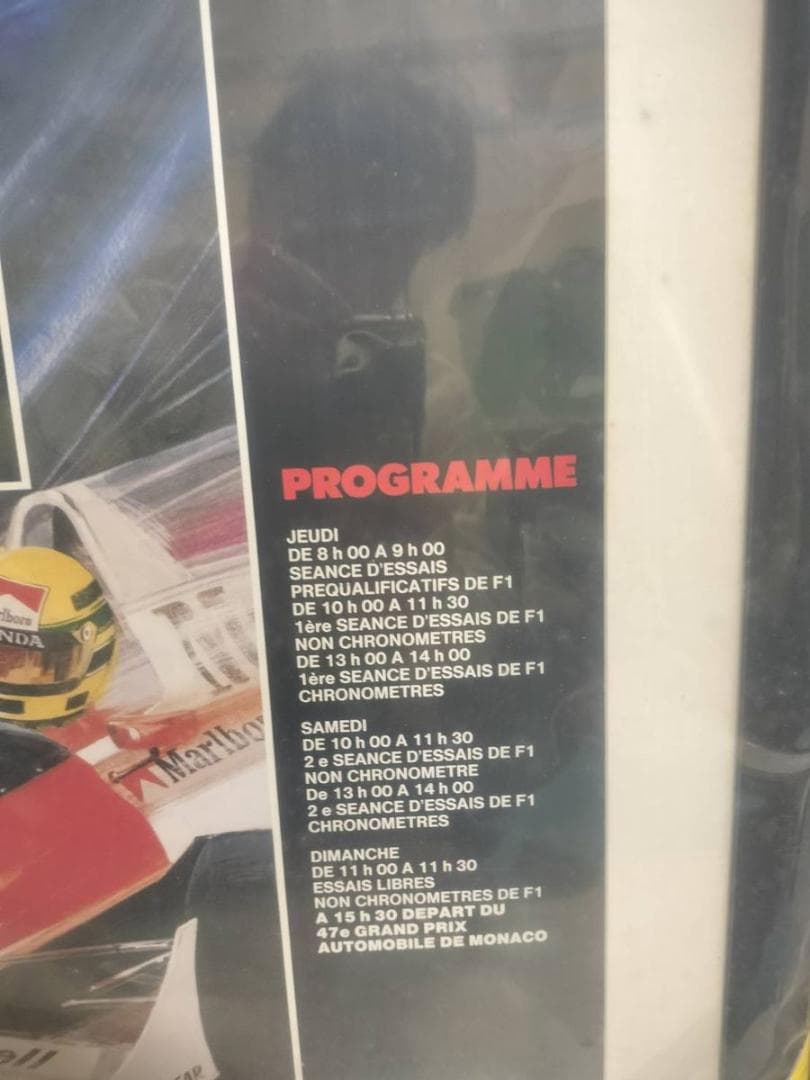 PROGRAMME
JEUDI
DE 8 h 00 A 9 h 00
SEANCE D'ESSAIS
PREQUALIFICATIFS DE F1
DE 10 h 00 A 11 h 30
1ère SEANCE D'ESSAIS DE F1
NON CHRONOMETRES
DE 13 h 00 A 14 h 00
1ère SEANCE D'ESSAIS DE F1
CHRONOMETRES
SAMEDI
DE 10 h 00 A 11 h 30
2 e SEANCE D'ESSAIS DE F1
NON CHRONOMETRE
De 13 h 00 A 14 h 00
2 e SEANCE D'ESSAIS DE F1
CHRONOMETRES
DIMANCHE
DE 11 h 00 A 11 h 30
ESSAIS LIBRES
NON CHRONOMETRES DE F1
A 15 h 30 DEPART DU
47e GRAND PRIX
AUTOMOBILE DE MONACO
lboro
NDA
Marlbo
ell